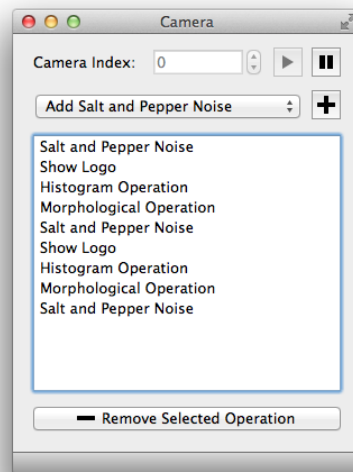 Camera
Camera Index: 0
Add Salt and Pepper Noise
Salt and Pepper Noise
Show Logo
Histogram Operation
Morphological Operation
Salt and Pepper Noise
Show Logo
Histogram Operation
Morphological Operation
Salt and Pepper Noise
Remove Selected Operation